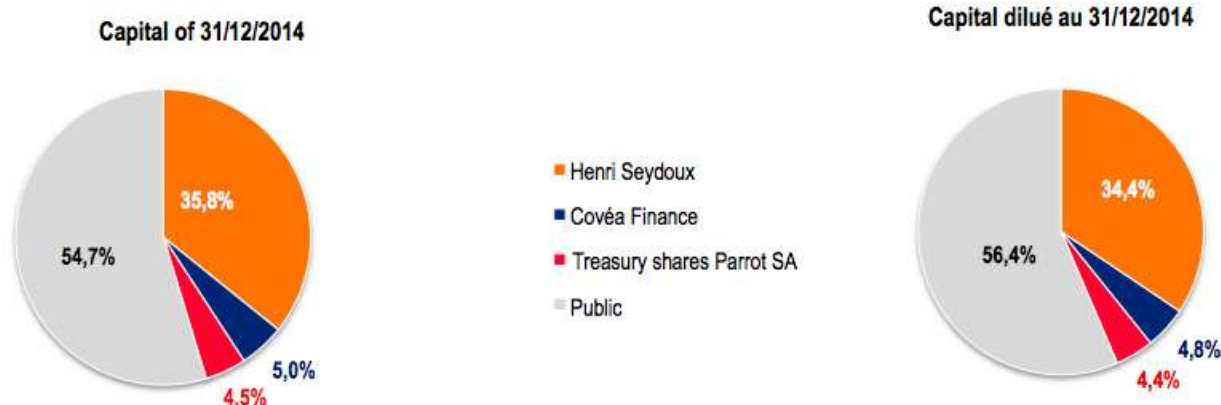 Capital of 31/12/2014
35,8%
54,7%
5,0%
4,5%
Henri Seydoux
Covéa Finance
Treasury shares Parrot SA
Public
Capital dilué au 31/12/2014
34,4%
56,4%
4,8%
4,4%